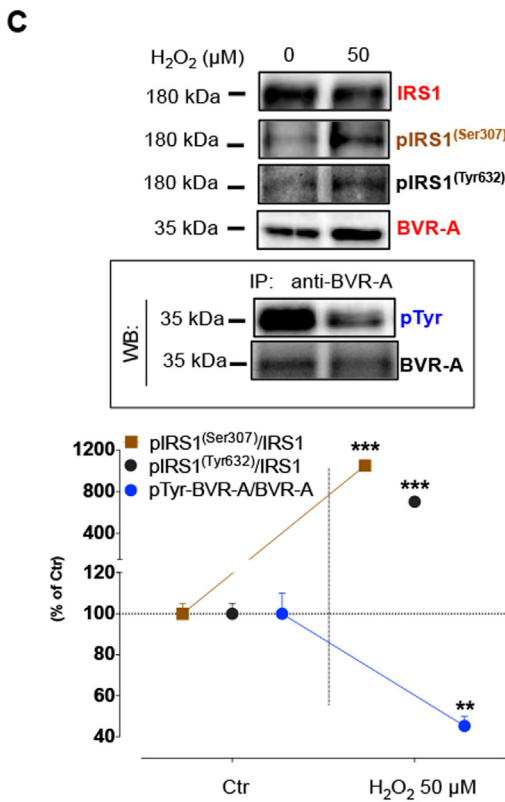 C
H2O2 (µM) 0 50
180 kDa IRS1
180 kDa pIRS1(Ser307)
180 kDa pIRS1(Tyr632)
35 kDa BVR-A
IP: anti-BVR-A
WB:
35 kDa pTyr
35 kDa BVR-A
pIRS1(Ser307)/IRS1
pIRS1(Tyr632)/IRS1
pTyr-BVR-A/BVR-A
(% of Ctr)
1200
800
400
120
100
80
60
40
***
***
**
Ctr H2O2 50 µM